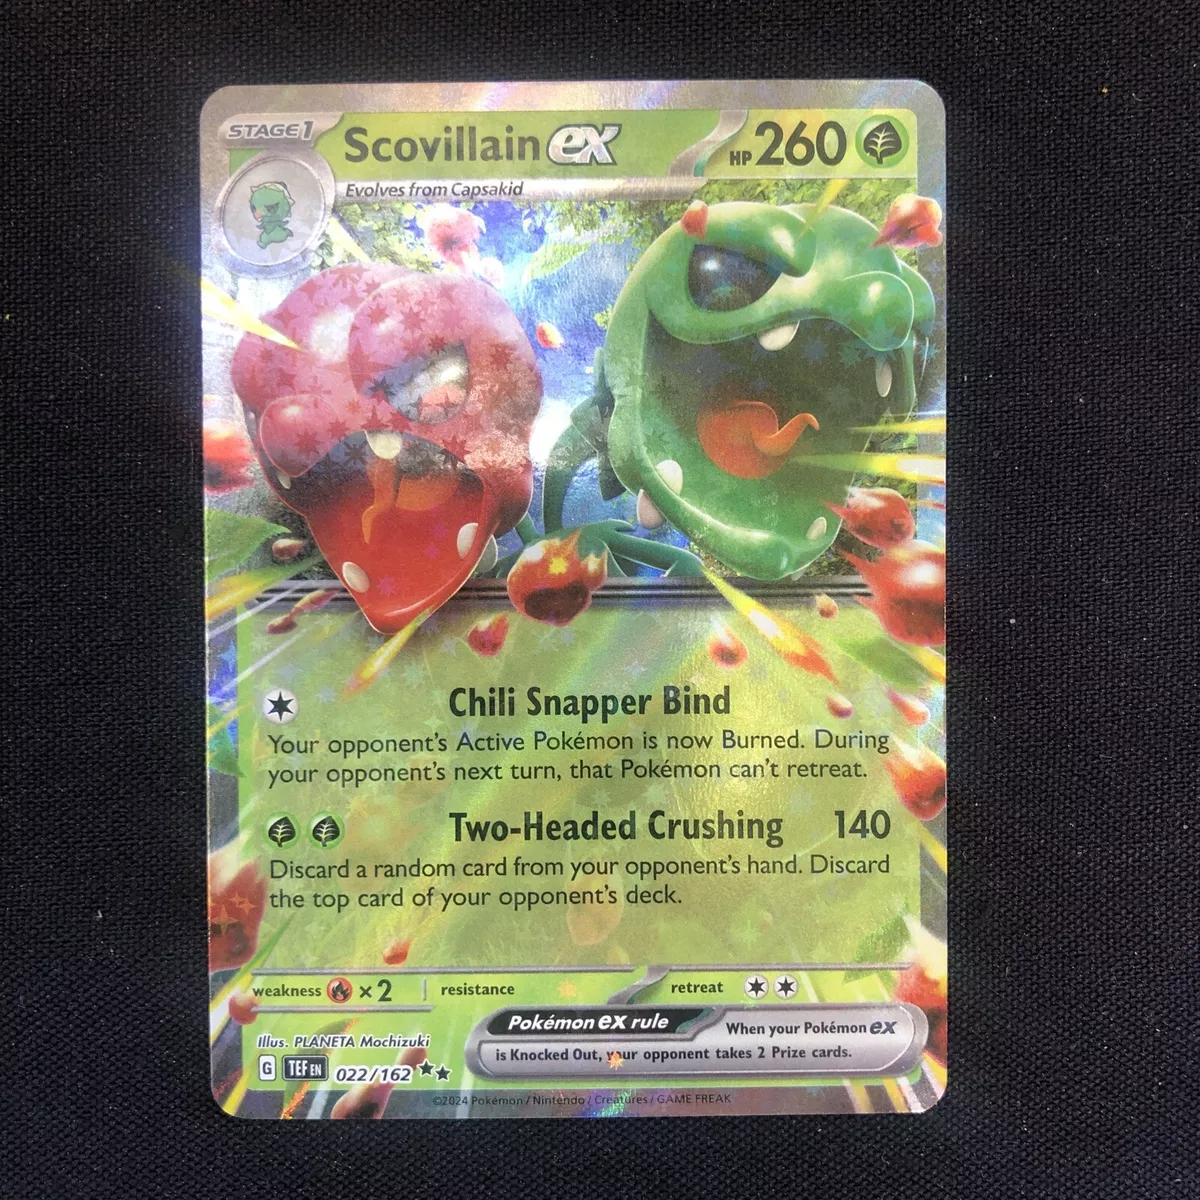 STAGE1 Scovillain ex HP 260
Evolves from Capsakid
Chili Snapper Bind
Your opponent's Active Pokémon is now Burned. During
your opponent's next turn, that Pokémon can't retreat.
Two-Headed Crushing 140
Discard a random card from your opponent's hand. Discard
the top card of your opponent's deck.
weakness ×2 resistance retreat
Pokémon ex rule When your Pokémon ex
is Knocked Out, your opponent takes 2 Prize cards.
Illus. PLANETA Mochizuki
G TEF EN 022/162
©2024 Pokémon / Nintendo / Creatures / GAME FREAK